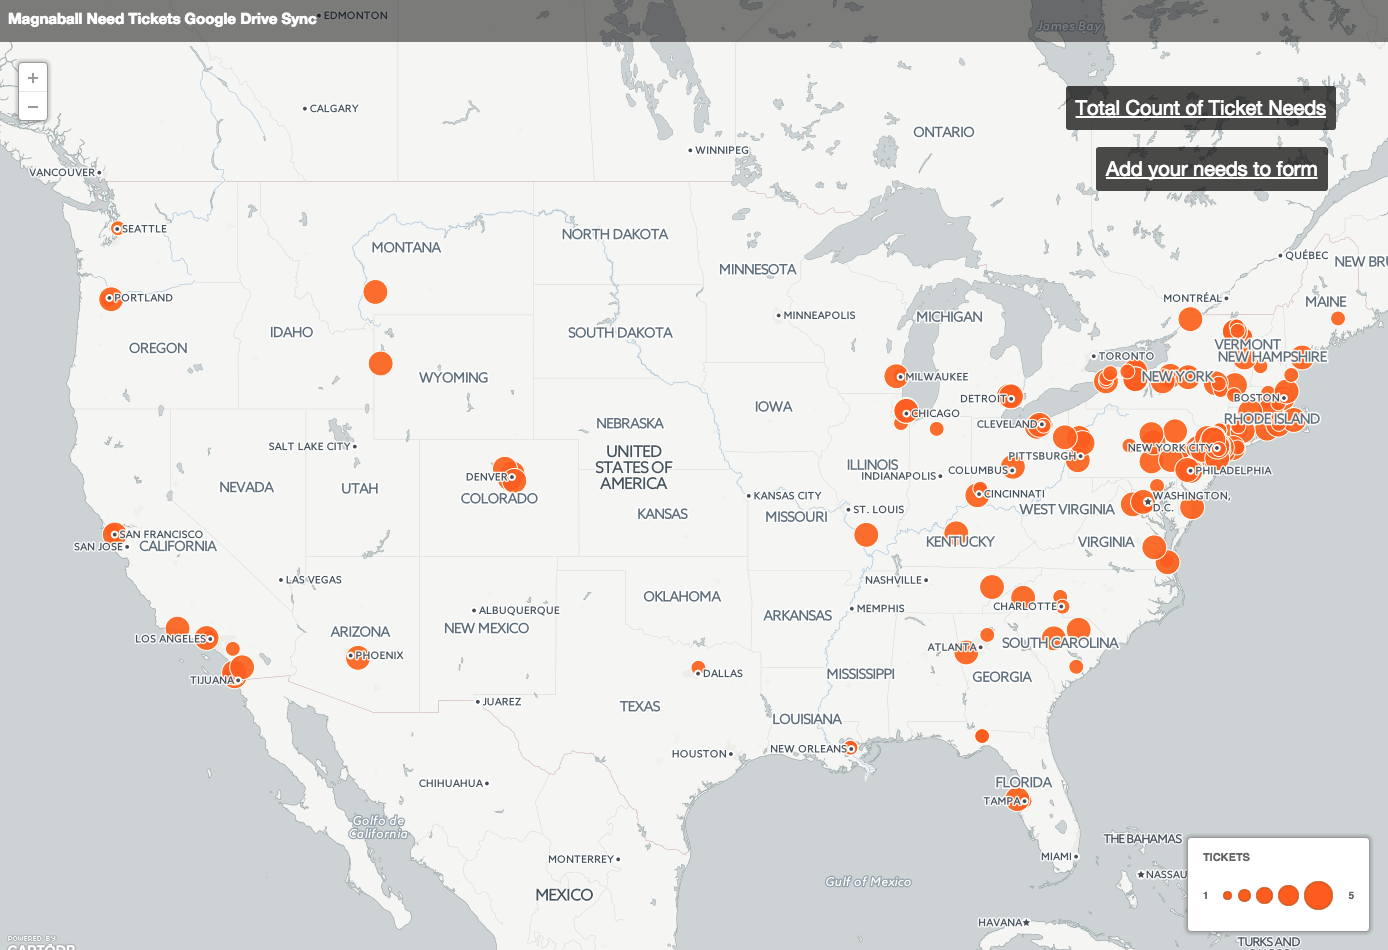 Magnaball Need Tickets Google Drive Sync
EDMONTON
James Bay
+
CALGARY
−
Total Count of Ticket Needs
ONTARIO
WINNIPEG
Add your needs to form
VANCOUVER
SEATTLE
NORTH DAKOTA
MONTANA
QUÉBEC
NEW BRU
MINNESOTA
PORTLAND
MONTRÉAL
MAINE
MINNEAPOLIS
MICHIGAN
IDAHO
SOUTH DAKOTA
OREGON
VERMONT
TORONTO
NEW HAMPSHIRE
WYOMING
MILWAUKEE
NEW YORK
DETROIT
BOSTON
IOWA
CHICAGO
RHODE ISLAND
NEBRASKA
CLEVELAND
SALT LAKE CITY
NEW YORK CITY
UNITED
STATES OF
AMERICA
PITTSBURGH
ILLINOIS
COLUMBUS
PHILADELPHIA
DENVER
INDIANAPOLIS
NEVADA
UTAH
COLORADO
KANSAS CITY
CINCINNATI
WASHINGTON,
D.C.
KANSAS
MISSOURI
ST. LOUIS
WEST VIRGINIA
SAN FRANCISCO
SAN JOSE
CALIFORNIA
KENTUCKY
VIRGINIA
LAS VEGAS
NASHVILLE
OKLAHOMA
ALBUQUERQUE
MEMPHIS
CHARLOTTE
ARKANSAS
NEW MEXICO
ARIZONA
LOS ANGELES
SOUTH CAROLINA
ATLANTA
PHOENIX
DALLAS
MISSISSIPPI
GEORGIA
TIJUANA
JUAREZ
TEXAS
LOUISIANA
NEW ORLEANS
HOUSTON
CHIHUAHUA
FLORIDA
TAMPA
Golfo de
California
THE BAHAMAS
MONTERREY
MIAMI
TICKETS
NASSAU
Gulf of Mexico
MEXICO
1
5
HAVANA
POWERED BY
CARTODB
TURKS AND